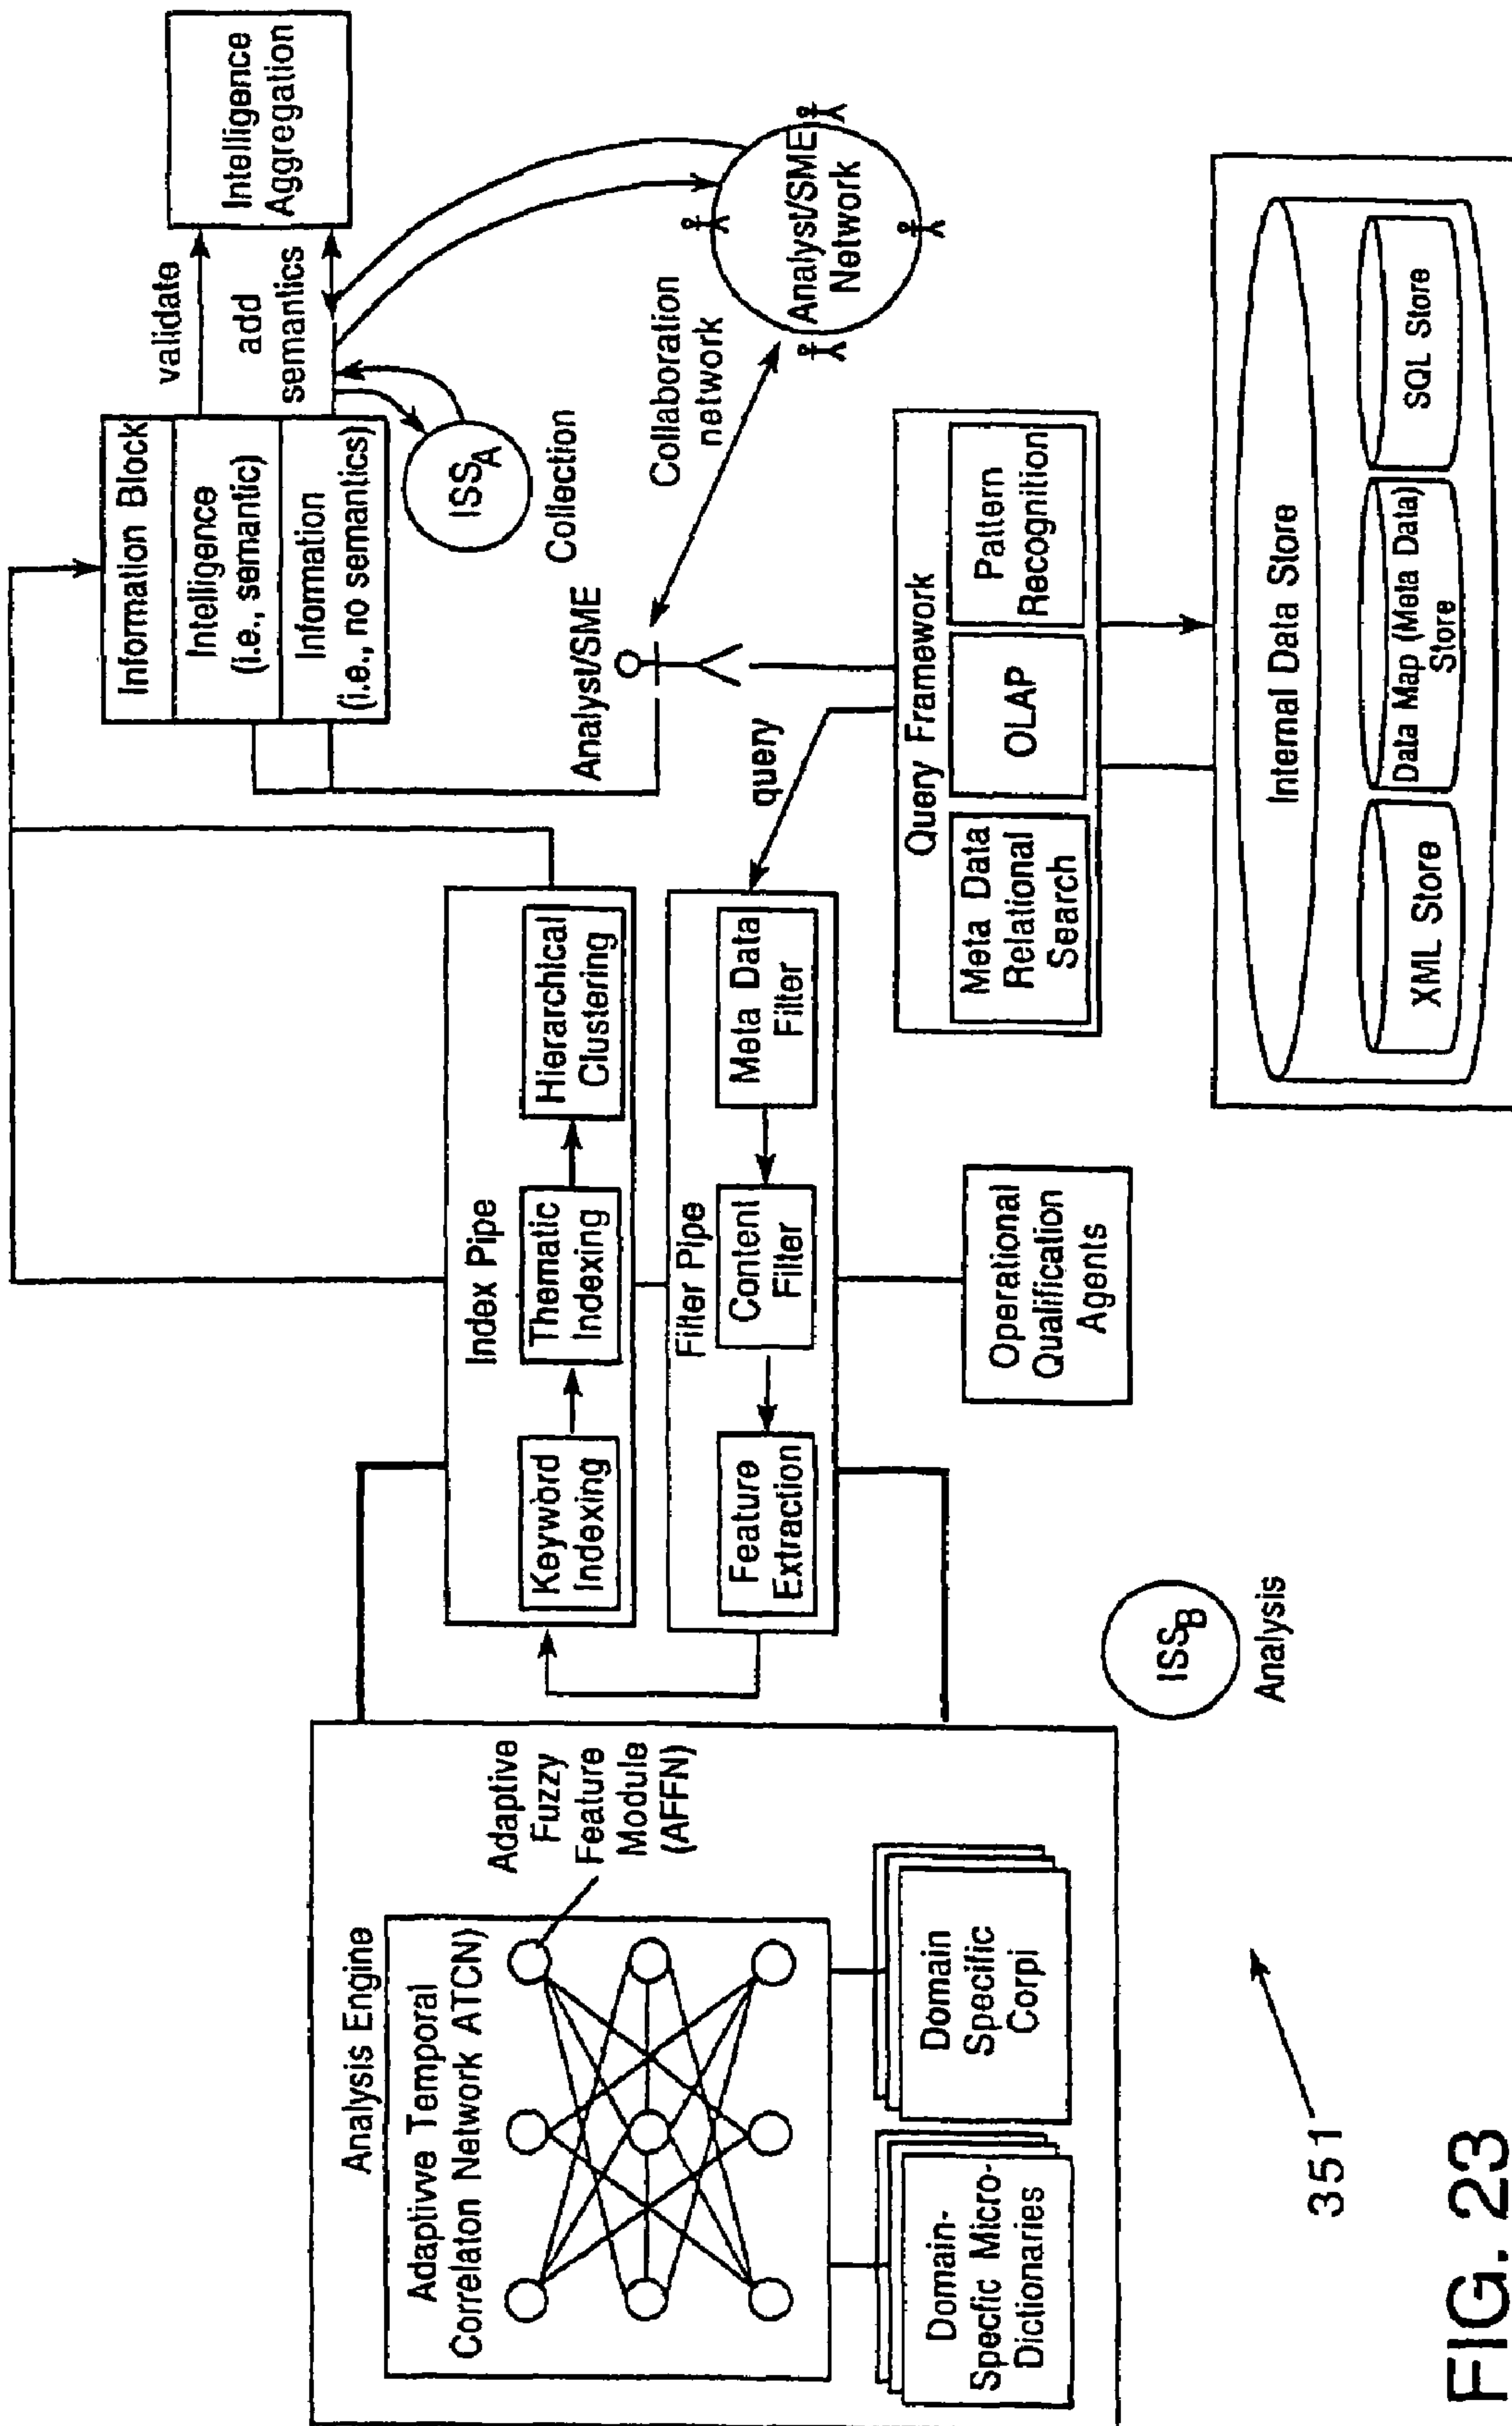 Analysis Engine
Adaptive Temporal
Correlaton Network ATCN)
Adaptive
Fuzzy
Feature
Module
(AFFN)
Domain-
Specfic Micro-
Dictionaries
Domain
Specific
Corpi
Index Pipe
Keyword
Indexing
Thematic
Indexing
Hierarchical
Clustering
Filter Pipe
Feature
Extraction
Content
Filter
Meta Data
Filter
Operational
Qualification
Agents
ISSB
Analysis
Information Block
Intelligence
(i.e., semantic)
Information
(i.e., no semantics)
validate
add
semantics
Intelligence
Aggregation
ISSA
Collection
Analyst/SME
Collaboration
network
Analyst/SME
Network
query
Query Framework
Meta Data
Relational
Search
OLAP
Pattern
Recognition
Internal Data Store
XML Store
Data Map (Meta Data)
Store
SQL Store
351
FIG. 23